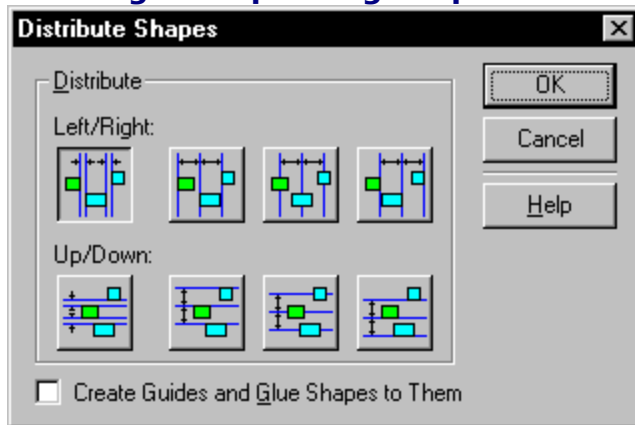 Distribute Shapes
Distribute
OK
Left/Right:
Cancel
Help
Up/Down:
Create Guides and Glue Shapes to Them